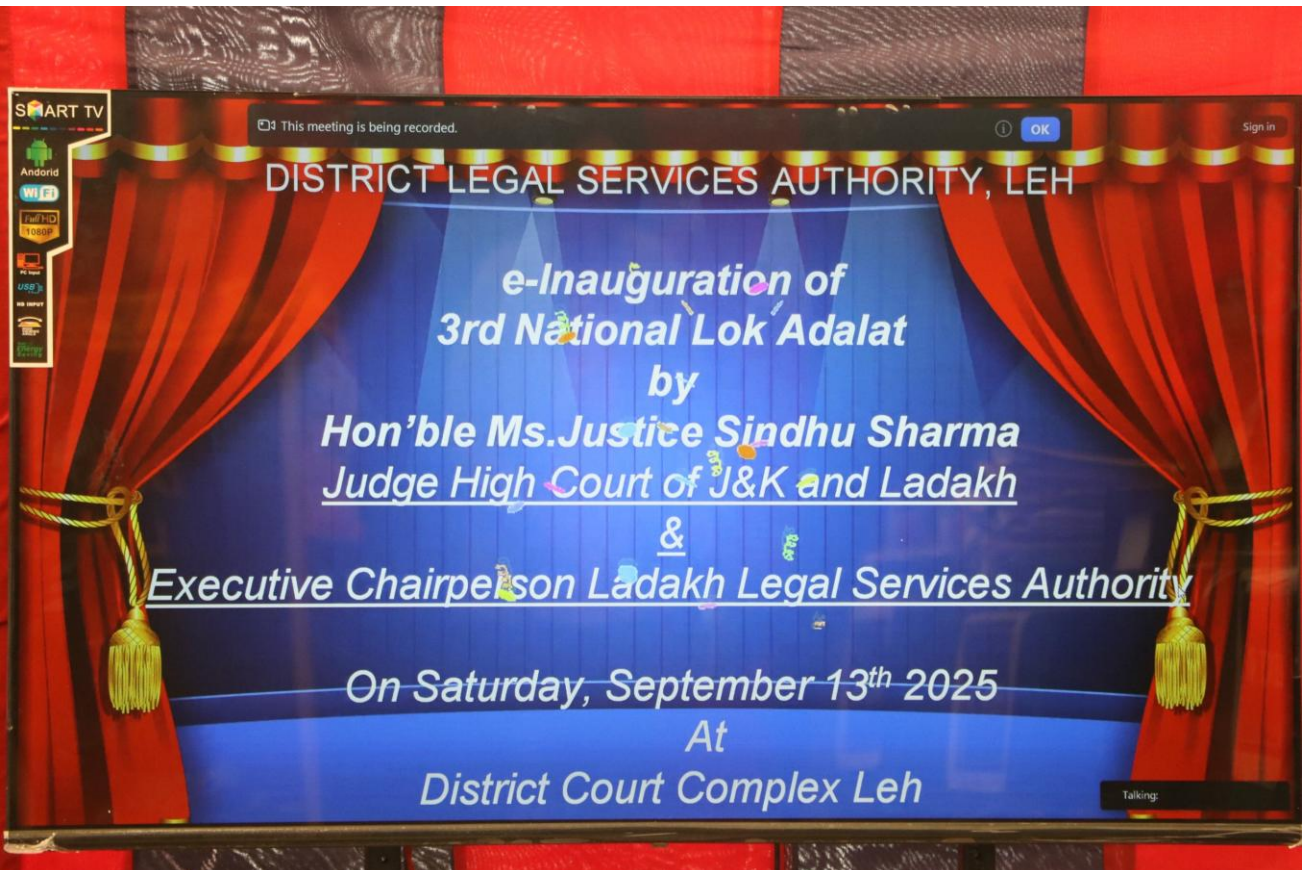 SMART TV
Andorid
WiFi
Full HD
1080P
PC Input
USB
This meeting is being recorded.
OK
Sign in
DISTRICT LEGAL SERVICES AUTHORITY, LEH
e-Inauguration of
3rd National Lok Adalat
by
Hon’ble Ms.Justice Sindhu Sharma
Judge High Court of J&K and Ladakh
&
Executive Chairperson Ladakh Legal Services Authority
On Saturday, September 13th 2025
At
District Court Complex Leh
Talking: